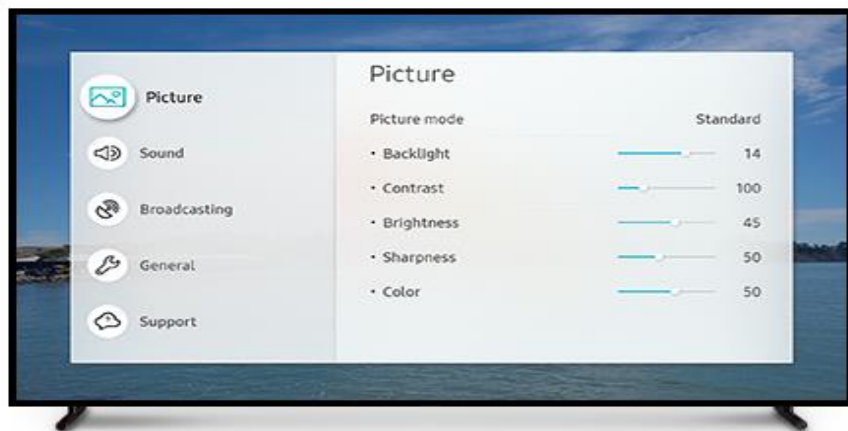 Picture
Sound
Broadcasting
General
Support
Picture
Picture mode Standard
• Backlight 14
• Contrast 100
• Brightness 45
• Sharpness 50
• Color 50